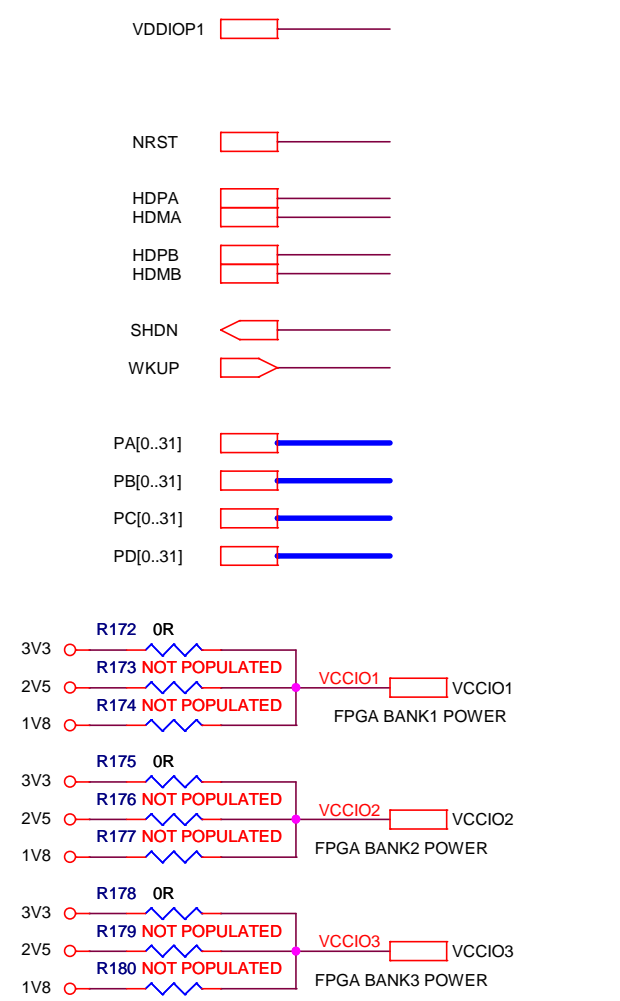 VDDIOP1
NRST
HDPA
HDMA
HDPB
HDMB
SHDN
WKUP
PA[0..31]
PB[0..31]
PC[0..31]
PD[0..31]
R172 0R
3V3
R173 NOT POPULATED
2V5 VCCIO1 VCCIO1
R174 NOT POPULATED
1V8 FPGA BANK1 POWER
R175 0R
3V3
R176 NOT POPULATED
2V5 VCCIO2 VCCIO2
R177 NOT POPULATED
1V8 FPGA BANK2 POWER
R178 0R
3V3
R179 NOT POPULATED
2V5 VCCIO3 VCCIO3
R180 NOT POPULATED
1V8 FPGA BANK3 POWER